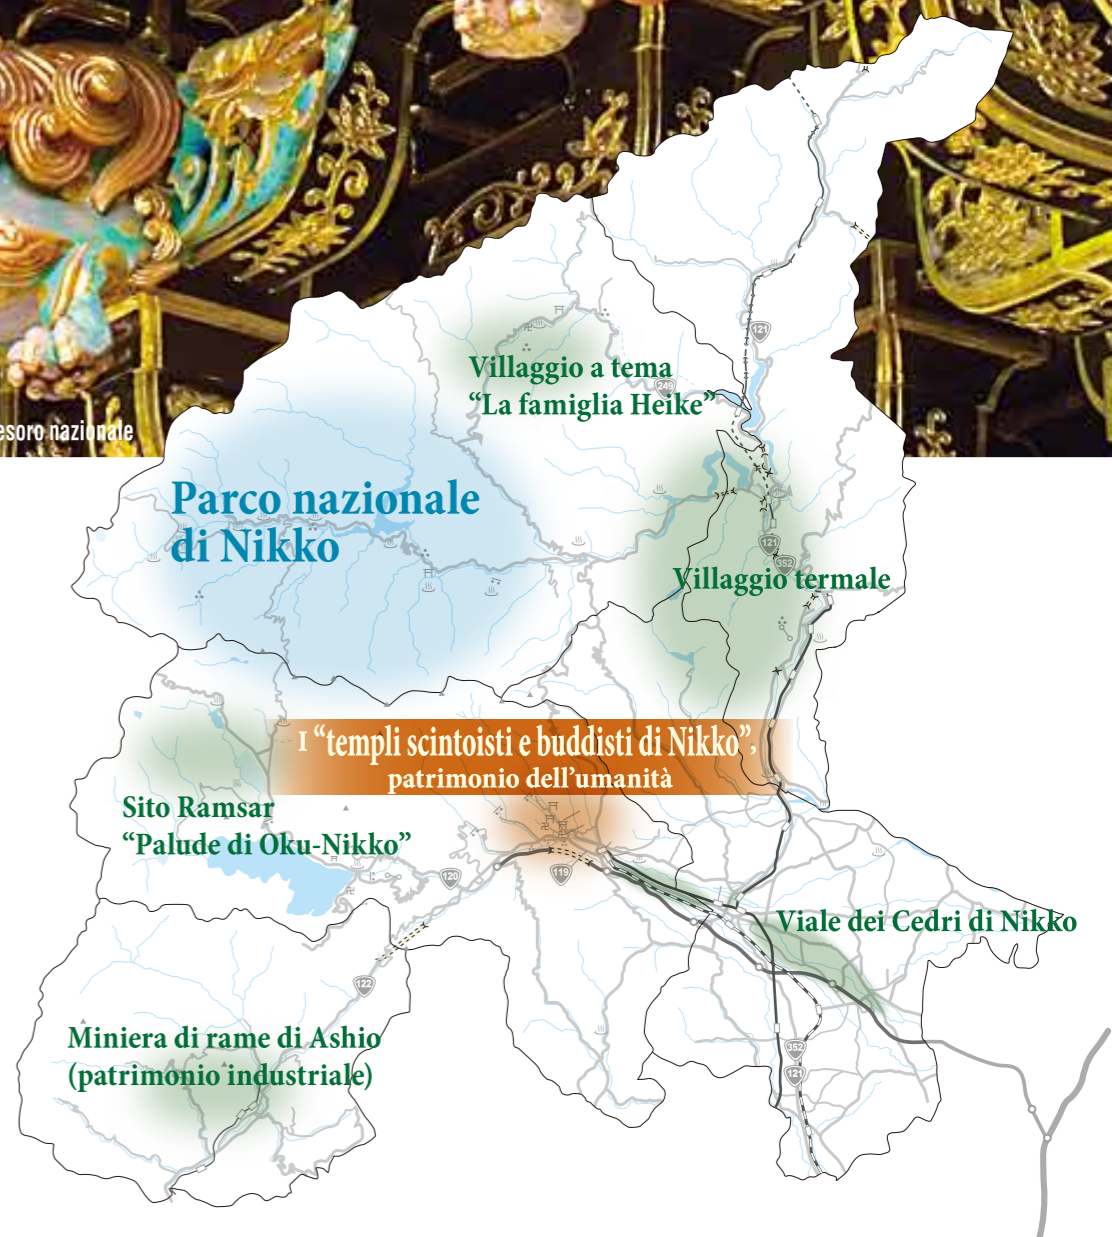 121
Villaggio a tema
249
“La famiglia Heike”
esoro nazionale
Parco nazionale
di Nikko
121
352
Villaggio termale
I “templi scintoisti e buddisti di Nikko”,
patrimonio dell’umanità
Sito Ramsar
“Palude di Oku-Nikko”
120
119
Viale dei Cedri di Nikko
122
Miniera di rame di Ashio
(patrimonio industriale)
352
121